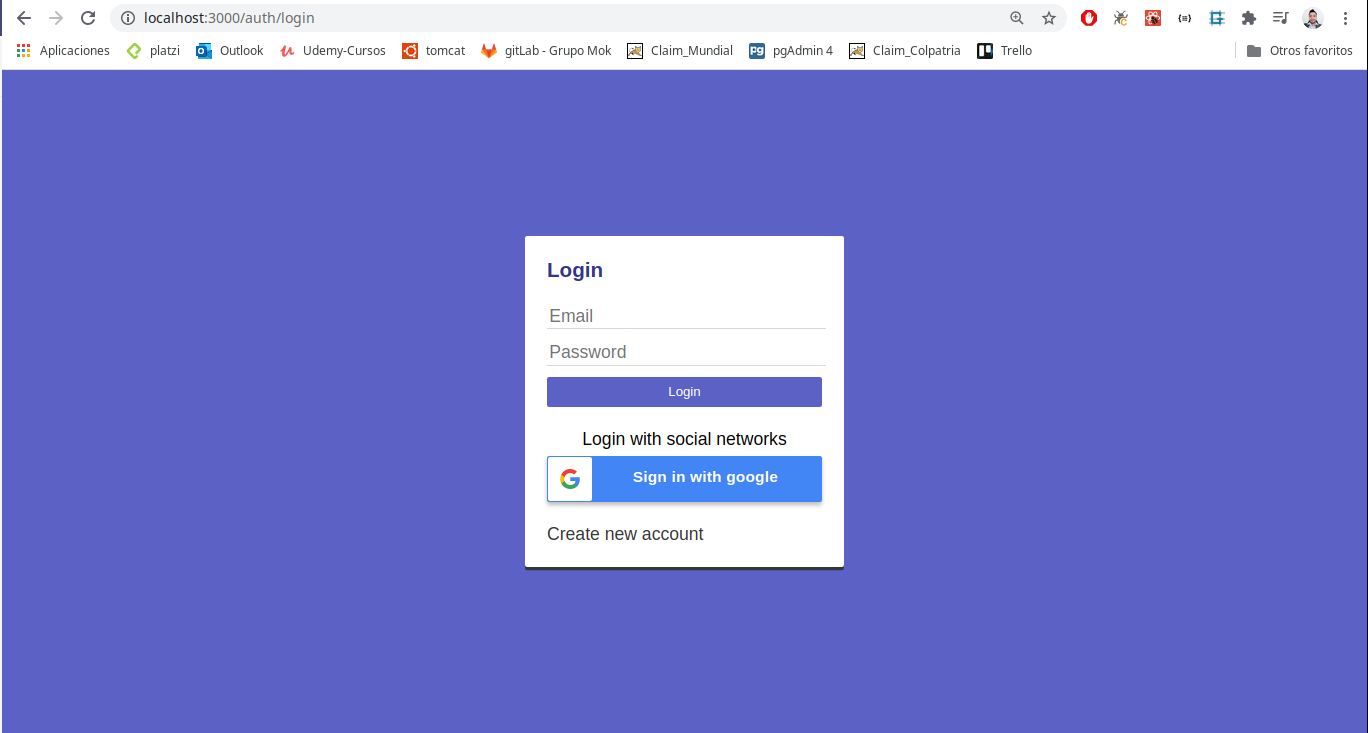 localhost:3000/auth/login
Aplicaciones platzi Outlook Udemy-Cursos tomcat gitLab - Grupo Mok Claim_Mundial pgAdmin 4 Claim_Colpatria Trello Otros favoritos
Login
Email
Password
Login
Login with social networks
Sign in with google
Create new account